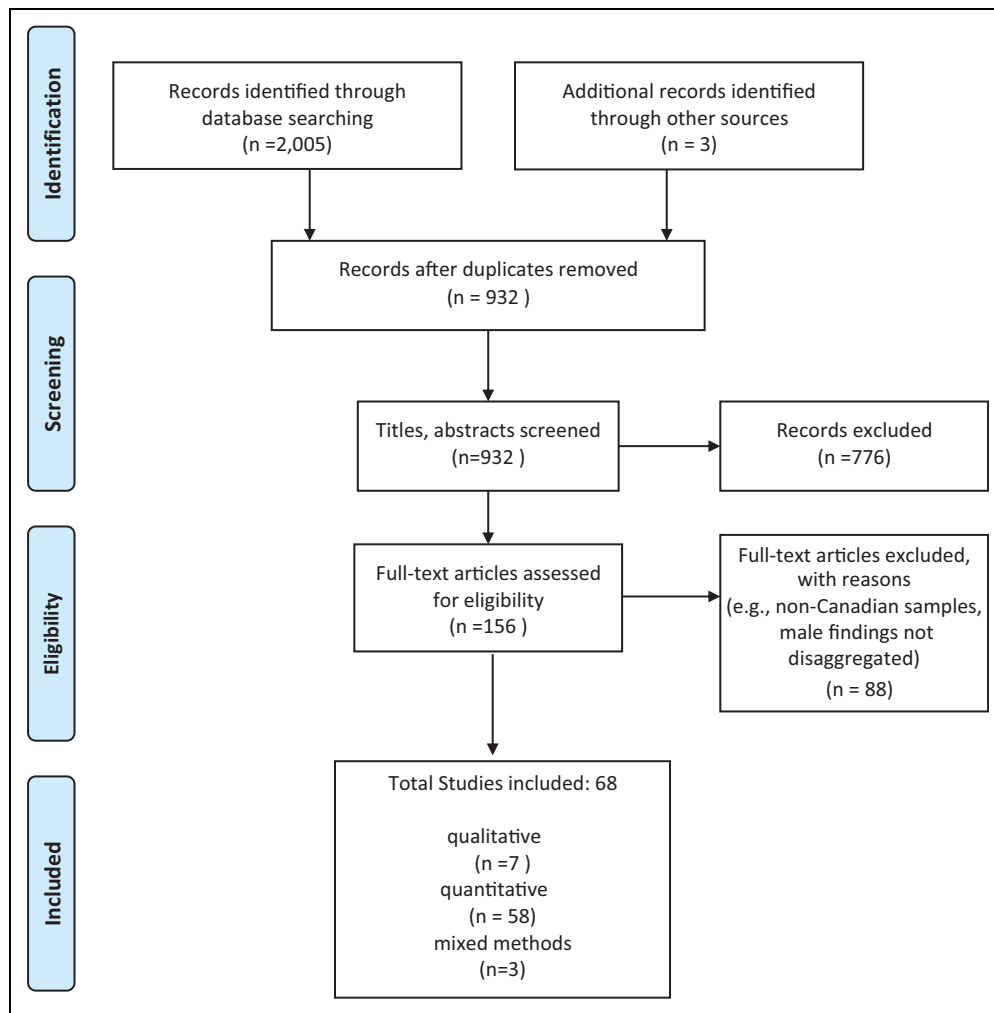 Identification
Records identified through
database searching
(n =2,005)
Additional records identified
through other sources
(n = 3)
Records after duplicates removed
(n = 932 )
Screening
Titles, abstracts screened
(n=932 )
Records excluded
(n =776)
Eligibility
Full-text articles assessed
for eligibility
(n =156 )
Full-text articles excluded,
with reasons
(e.g., non-Canadian samples,
male findings not
disaggregated)
(n = 88)
Included
Total Studies included: 68
qualitative
(n =7 )
quantitative
(n = 58)
mixed methods
(n=3)